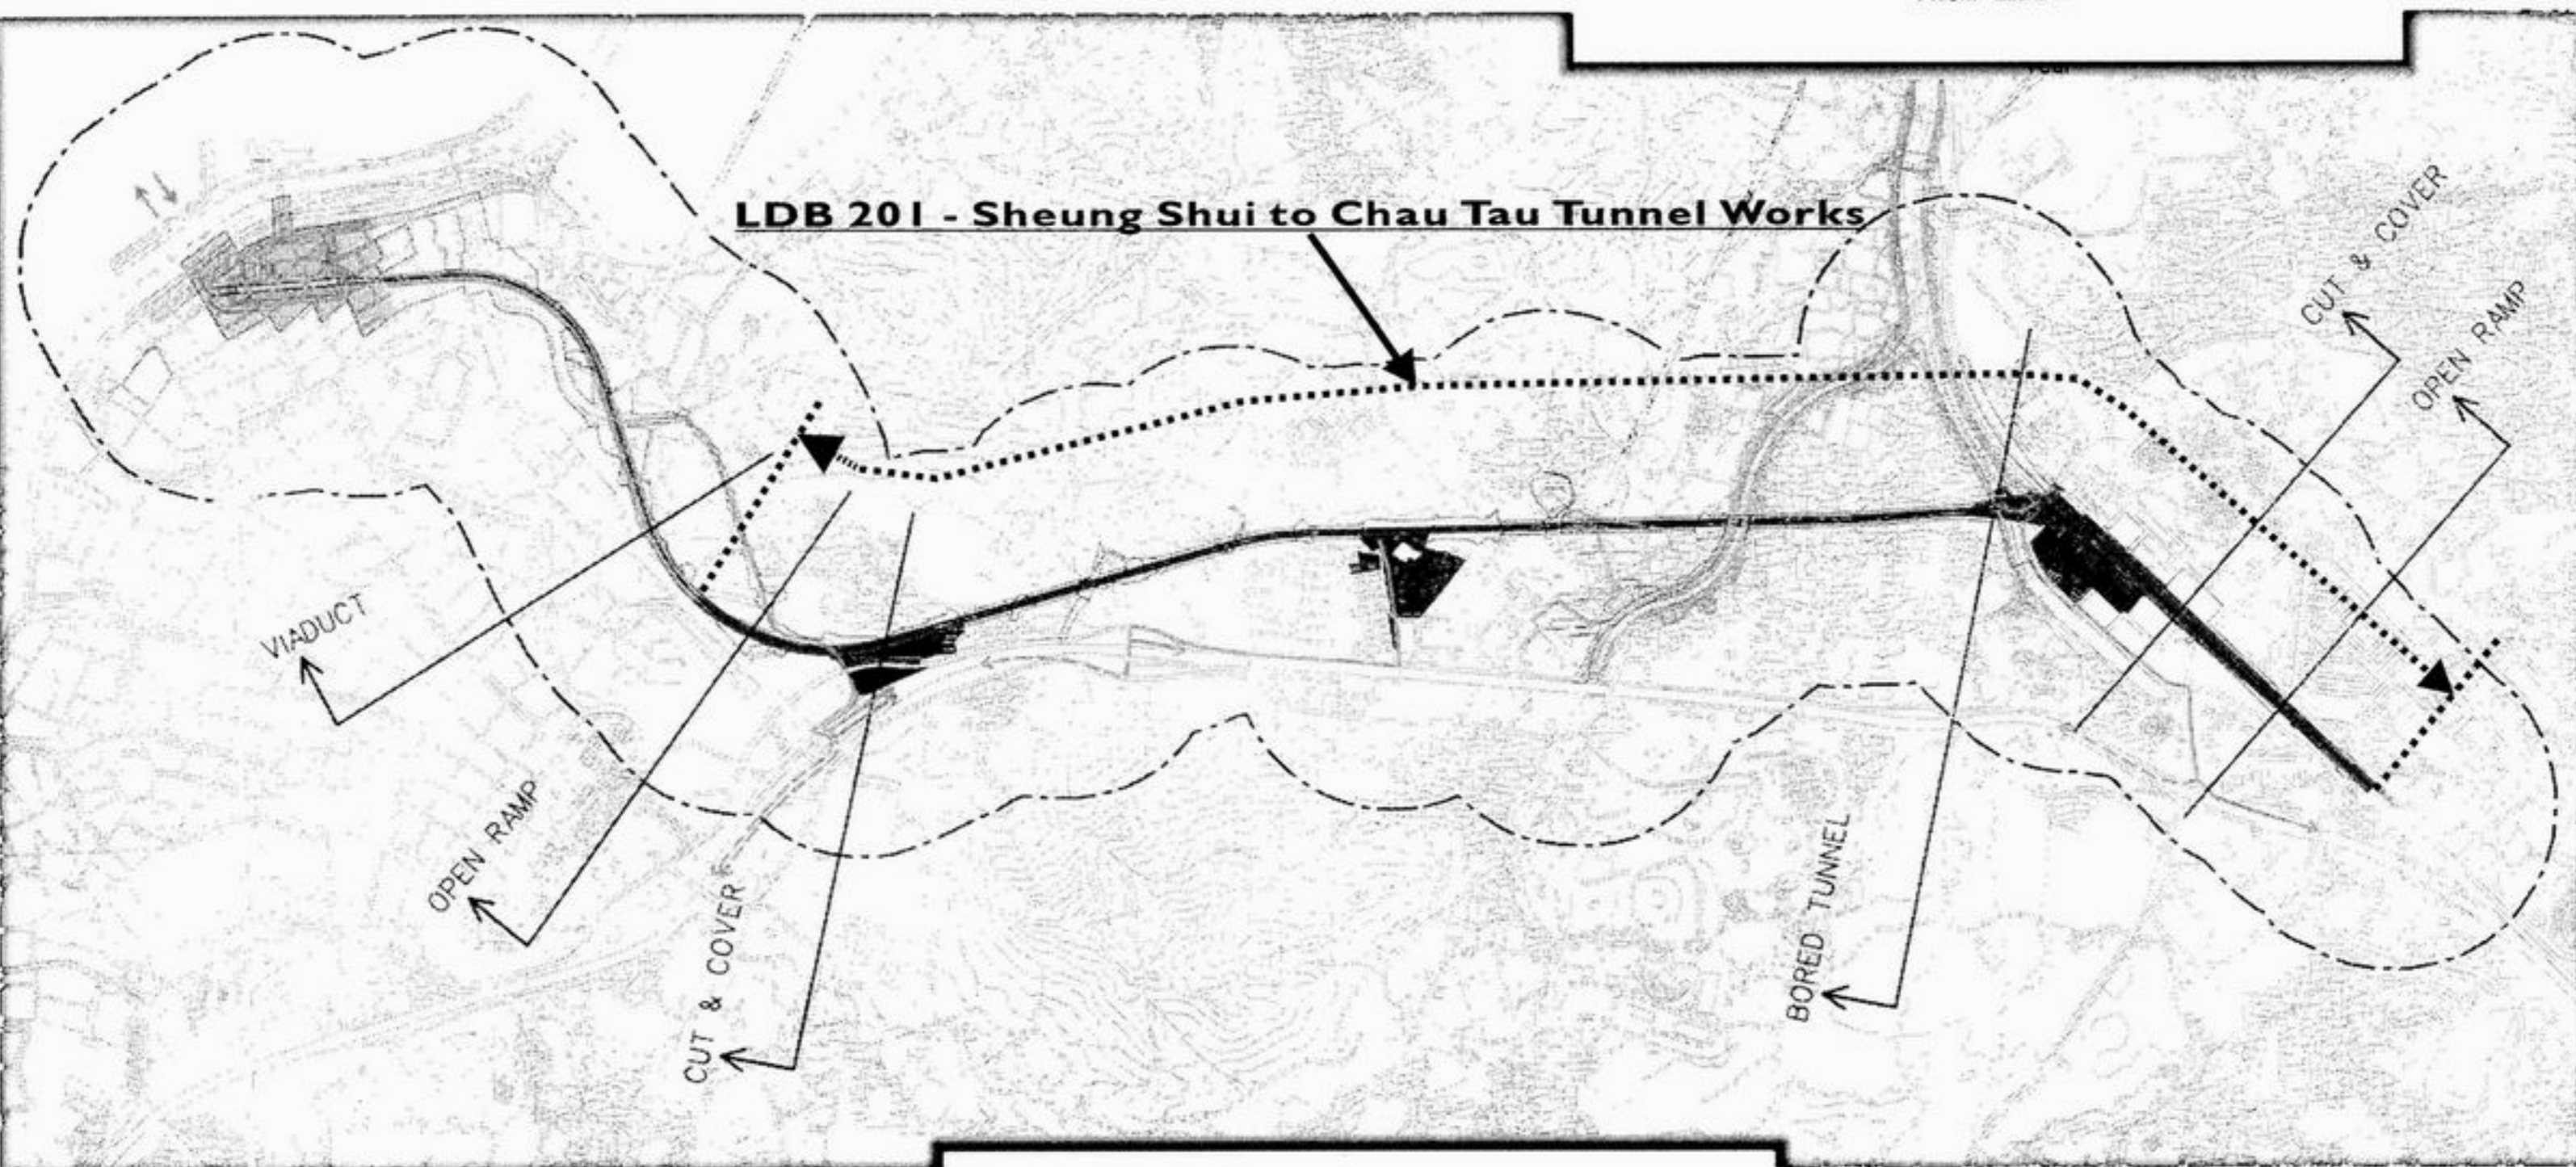 LDB 201 - Sheung Shui to Chau Tau Tunnel Works
CUT & COVER
OPEN RAMP
VIADUCT
OPEN RAMP
CUT & COVER
BORED TUNNEL